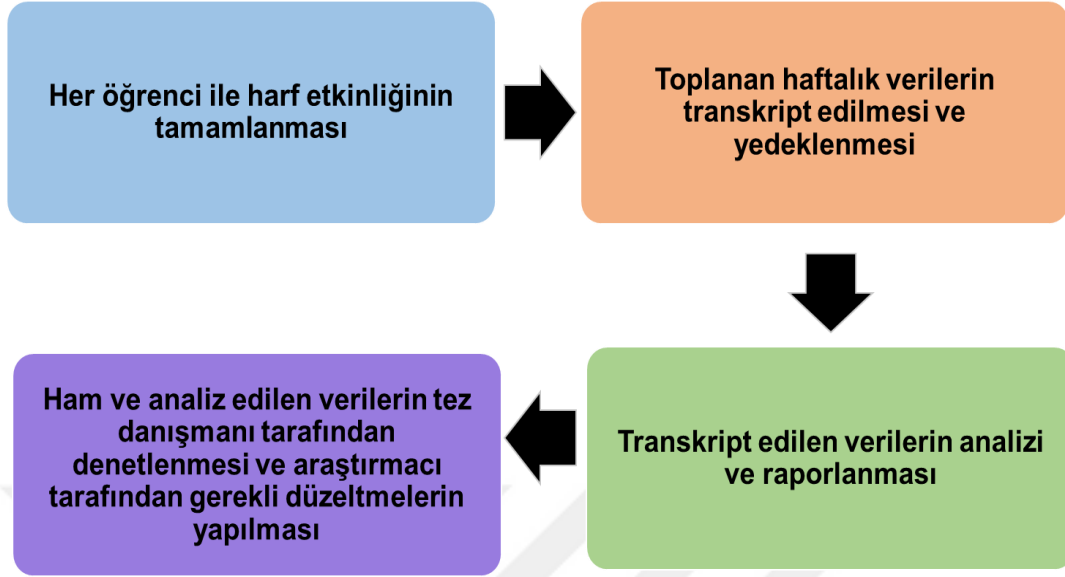 Her öğrenci ile harf etkinliğinin
tamamlanması
Toplanan haftalık verilerin
transkript edilmesi ve
yedeklenmesi
Transkript edilen verilerin analizi
ve raporlanması
Ham ve analiz edilen verilerin tez
danışmanı tarafından
denetlenmesi ve araştırmacı
tarafından gerekli düzeltmelerin
yapılması